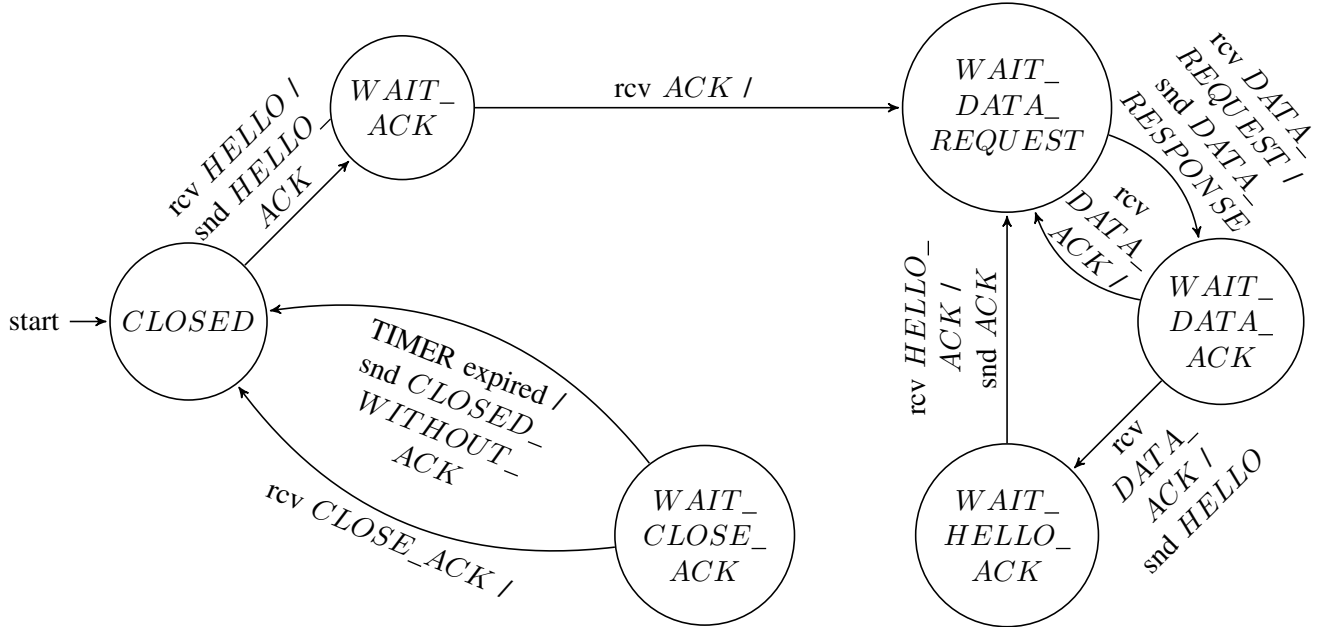 rcv HELLO /
snd HELLO_
ACK
WAIT_
ACK
rcv ACK /
WAIT_
DATA_
REQUEST
rcv DATA_
REQUEST /
snd DATA_
RESPONSE
rcv
DATA_
ACK /
start
CLOSED
WAIT_
DATA_
ACK
TIMER expired /
snd CLOSED_
WITHOUT_
ACK
rcv HELLO_
ACK /
snd ACK
rcv
DATA_
ACK /
snd HELLO
rcv CLOSE_ACK /
WAIT_
CLOSE_
ACK
WAIT_
HELLO_
ACK